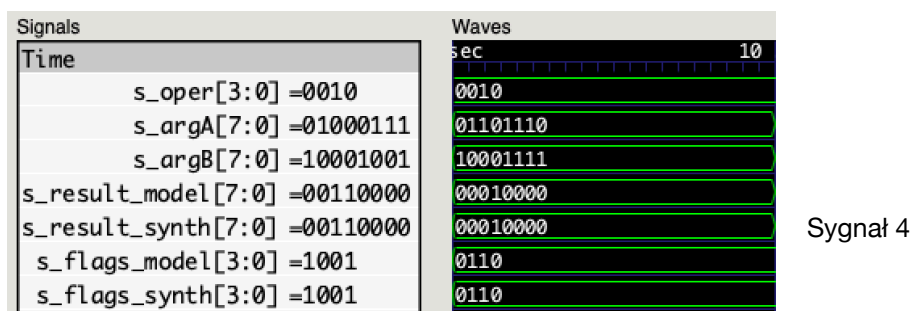 Signals Waves
Time sec 10
s_oper[3:0] =0010 0010
s_argA[7:0] =01000111 01101110
s_argB[7:0] =10001001 10001111
s_result_model[7:0] =00110000 00010000
s_result_synth[7:0] =00110000 00010000 Sygnał 4
s_flags_model[3:0] =1001 0110
s_flags_synth[3:0] =1001 0110